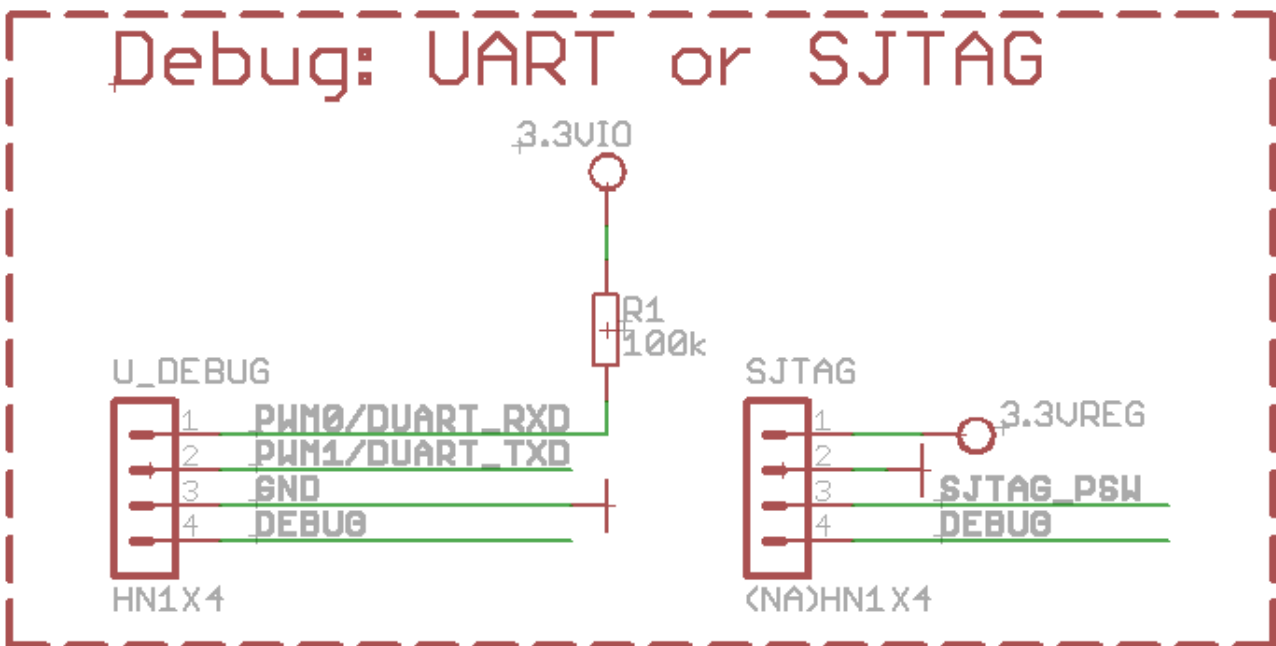 Debug: UART or SJTAG
3.3VIO
R1
100k
U_DEBUG
1 PWM0/DUART_RXD
2 PWM1/DUART_TXD
3 GND
4 DEBUG
HN1X4
SJTAG
1 3.3VREG
2
3 SJTAG_PSW
4 DEBUG
(NA)HN1X4